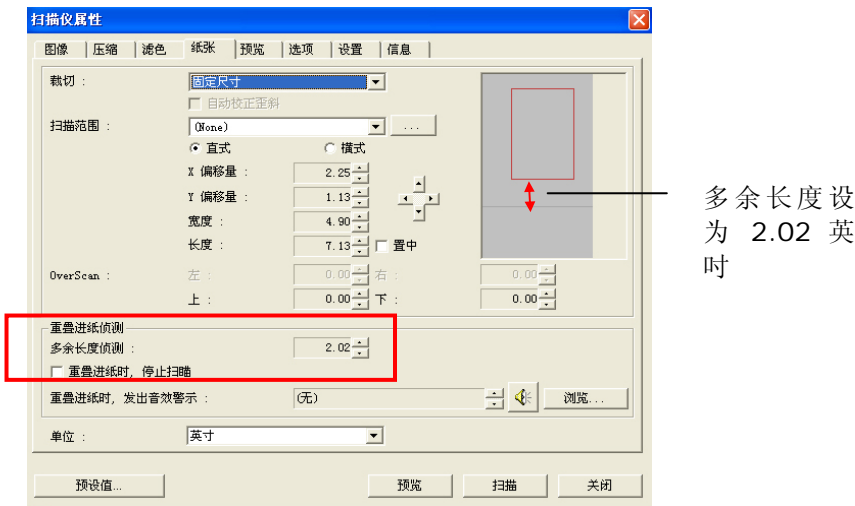 扫描仪属性
图像 压缩 滤色 纸张 预览 选项 设置 信息
裁切 : 固定尺寸
自动校正歪斜
扫描范围 : (None) ...
直式 横式
X 偏移量 : 2.25
Y 偏移量 : 1.13
宽度 : 4.90
长度 : 7.13 置中
OverScan : 左 : 0.00 右 : 0.00
上 : 0.00 下 : 0.00
重叠进纸侦测
多余长度侦测 : 2.02
重叠进纸时, 停止扫瞄
重叠进纸时, 发出音效警示 : (无) 浏览...
单位 : 英寸
预设值... 预览 扫描 关闭
多余长度设
为 2.02 英
吋